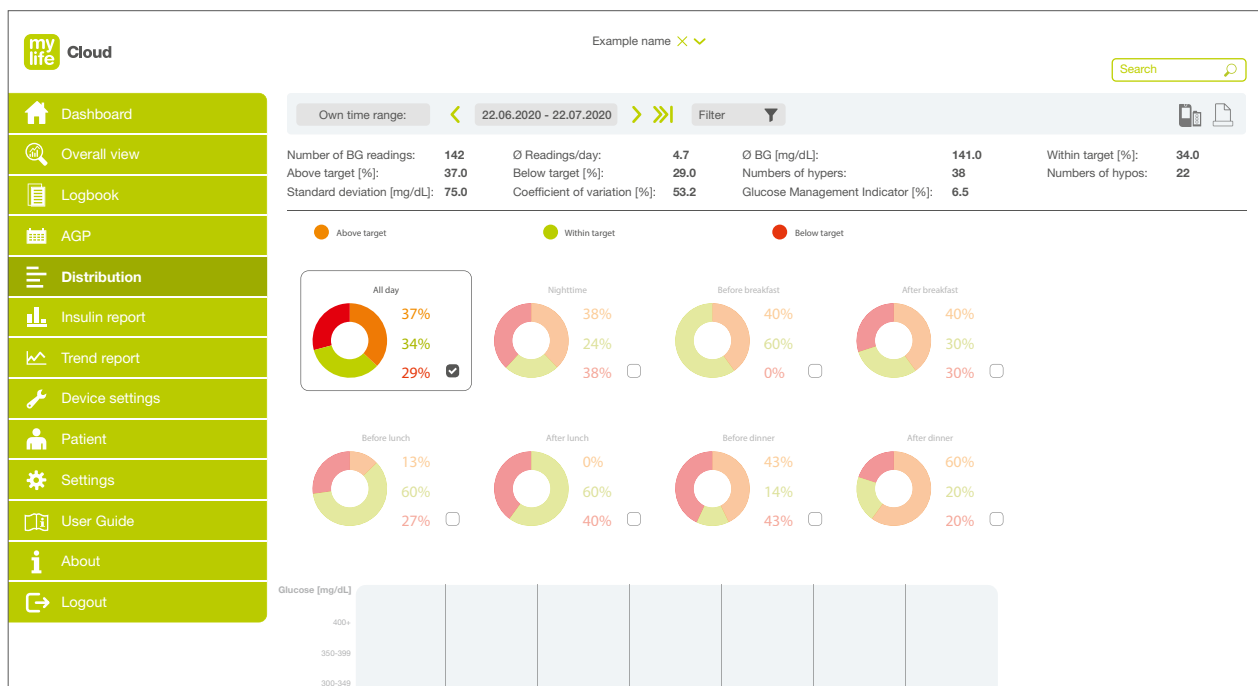 my life Cloud
Example name
Search
Dashboard
Overall view
Logbook
AGP
Distribution
Insulin report
Trend report
Device settings
Patient
Settings
User Guide
About
Logout
Own time range: 22.06.2020 - 22.07.2020 Filter
Number of BG readings: 142 Ø Readings/day: 4.7 Ø BG [mg/dL]: 141.0 Within target [%]: 34.0
Above target [%]: 37.0 Below target [%]: 29.0 Numbers of hypers: 38 Numbers of hypos: 22
Standard deviation [mg/dL]: 75.0 Coefficient of variation [%]: 53.2 Glucose Management Indicator [%]: 6.5
Above target Within target Below target
All day
37%
34%
29%
Nighttime
38%
24%
38%
Before breakfast
40%
60%
0%
After breakfast
40%
30%
30%
Before lunch
13%
60%
27%
After lunch
0%
60%
40%
Before dinner
43%
14%
43%
After dinner
60%
20%
20%
Glucose [mg/dL]
400+
350-399
300-349